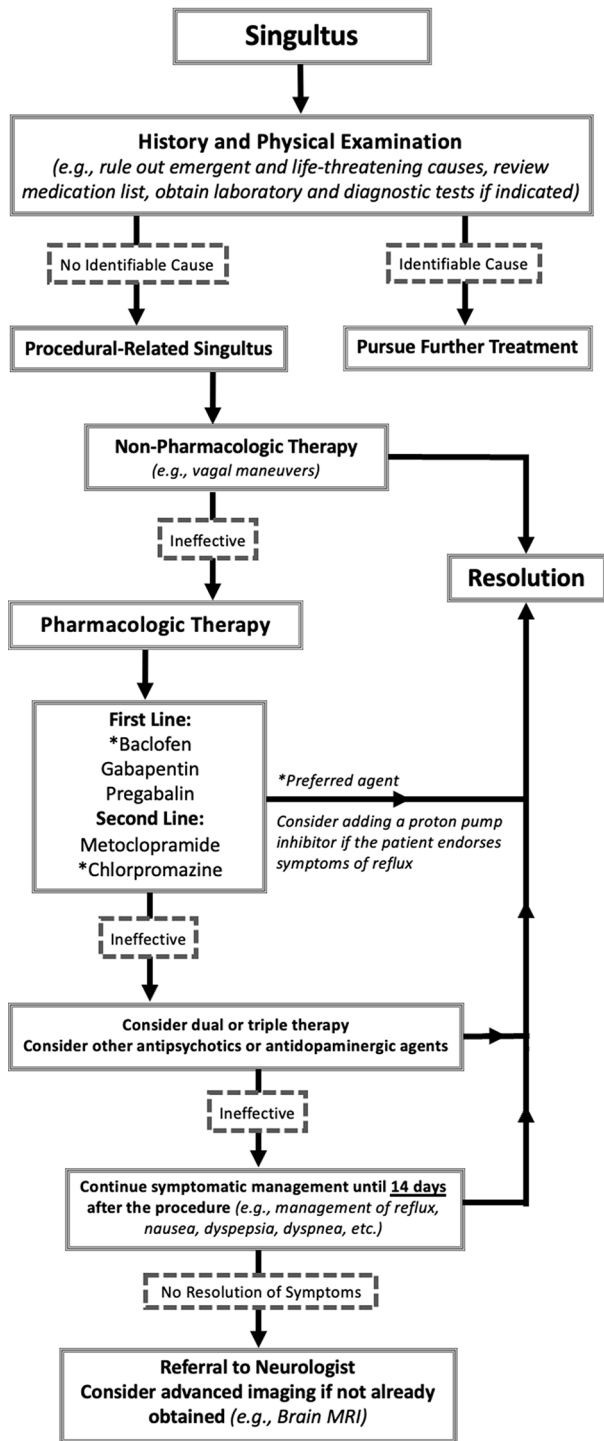 Singultus
History and Physical Examination
(e.g., rule out emergent and life-threatening causes, review
medication list, obtain laboratory and diagnostic tests if indicated)
No Identifiable Cause
Identifiable Cause
Procedural-Related Singultus
Pursue Further Treatment
Non-Pharmacologic Therapy
(e.g., vagal maneuvers)
Ineffective
Resolution
Pharmacologic Therapy
First Line:
*Baclofen
Gabapentin
Pregabalin
Second Line:
Metoclopramide
*Chlorpromazine
*Preferred agent
Consider adding a proton pump
inhibitor if the patient endorses
symptoms of reflux
Ineffective
Consider dual or triple therapy
Consider other antipsychotics or antidopaminergic agents
Ineffective
Continue symptomatic management until 14 days
after the procedure (e.g., management of reflux,
nausea, dyspepsia, dyspnea, etc.)
No Resolution of Symptoms
Referral to Neurologist
Consider advanced imaging if not already
obtained (e.g., Brain MRI)